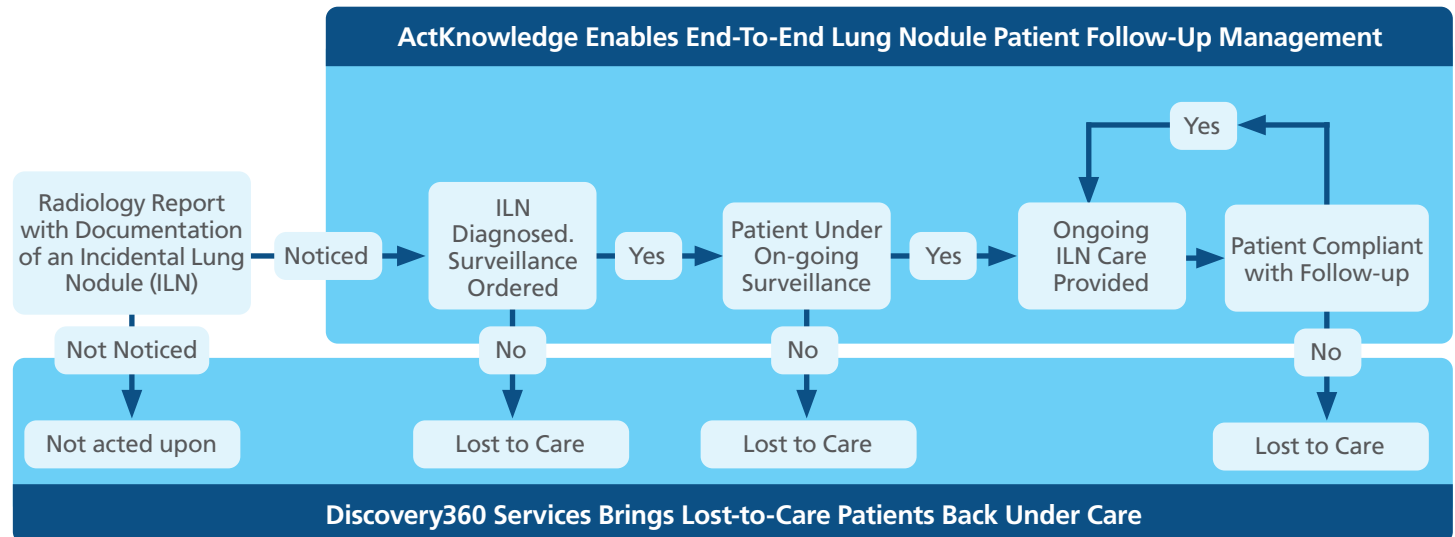 ActKnowledge Enables End-To-End Lung Nodule Patient Follow-Up Management
Radiology Report
with Documentation
of an Incidental Lung
Nodule (ILN)
Noticed
ILN
Diagnosed.
Surveillance
Ordered
Yes
Patient Under
On-going
Surveillance
Yes
Ongoing
ILN Care
Provided
Yes
Patient Compliant
with Follow-up
Not Noticed
No
No
No
Not acted upon
Lost to Care
Lost to Care
Lost to Care
Discovery360 Services Brings Lost-to-Care Patients Back Under Care